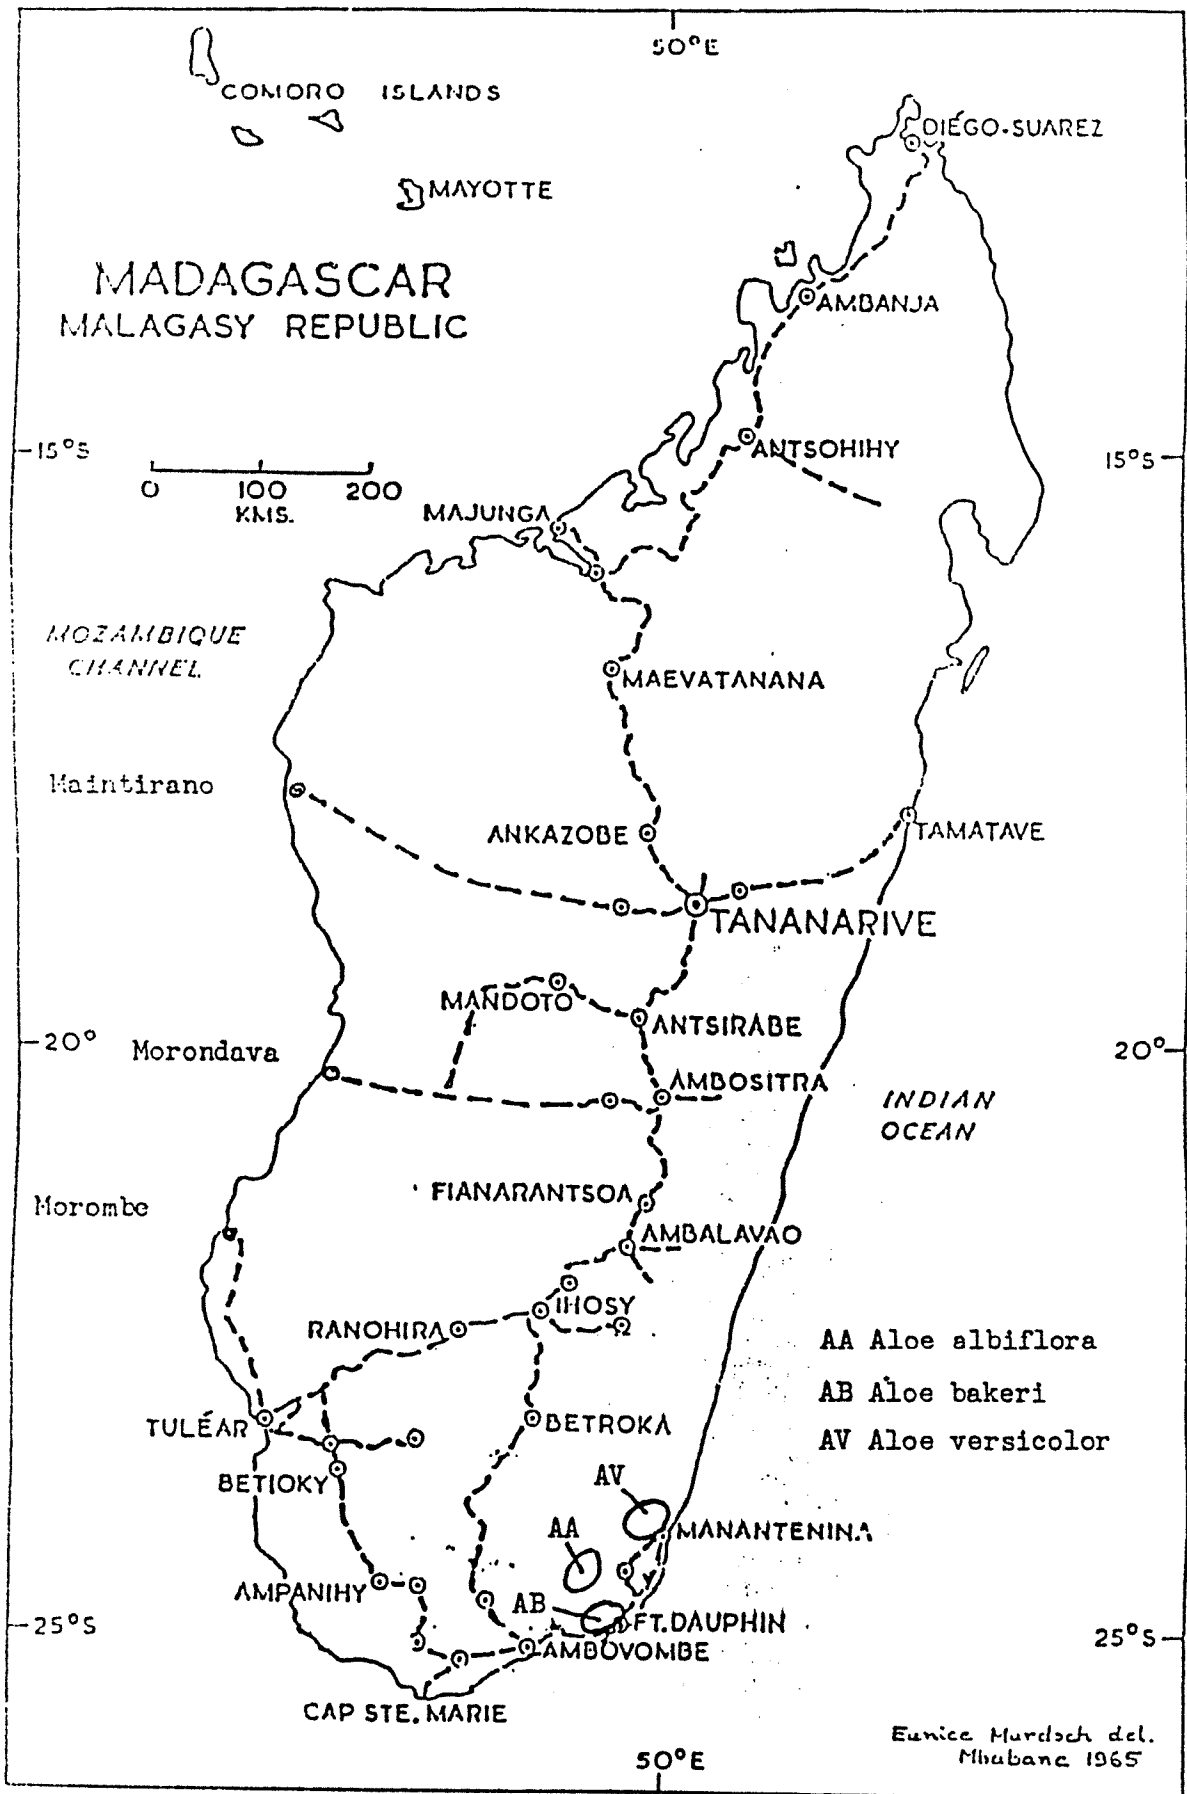 50°E
COMORO ISLANDS
DIÉGO-SUAREZ
MAYOTTE
MADAGASCAR
MALAGASY REPUBLIC
AMBANJA
15°S
ANTSOHIHY
15°S
0 100 200
KMS.
MAJUNGA
MOZAMBIQUE
CHANNEL
MAEVATANANA
Maintirano
ANKAZOBE
TAMATAVE
TANANARIVE
MANDOTO
ANTSIRABE
20°
Morondava
20°
AMBOSITRA
INDIAN
OCEAN
FIANARANTSOA
Morombe
AMBALAVAO
IHOSY
RANOHIRA
AA Aloe albiflora
AB Aloe bakeri
AV Aloe versicolor
TULÉAR
BETROKA
BETIOKY
AV
AA
MANANTENINA
AMPANIHY
AB
FT. DAUPHIN
25°S
25°S
AMBOVOMBE
CAP STE. MARIE
Eunice del.
1965
50°E